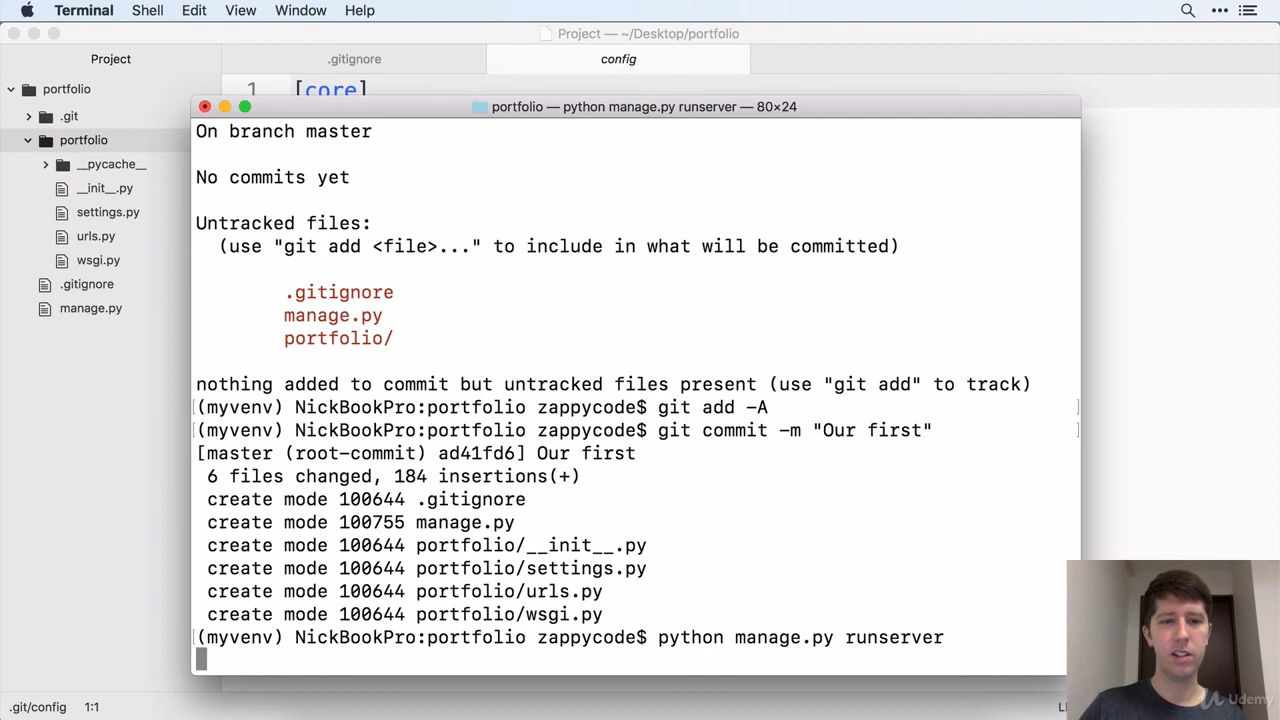 Terminal Shell Edit View Window Help
Project — ~/Desktop/portfolio
Project
.gitignore
config
portfolio
1 [core]
.git
portfolio
__pycache__
__init__.py
settings.py
urls.py
wsgi.py
.gitignore
manage.py
portfolio — python manage.py runserver — 80×24
On branch master
No commits yet
Untracked files:
(use "git add <file>..." to include in what will be committed)
.gitignore
manage.py
portfolio/
nothing added to commit but untracked files present (use "git add" to track)
(myvenv) NickBookPro:portfolio zappycode$ git add -A
(myvenv) NickBookPro:portfolio zappycode$ git commit -m "Our first"
[master (root-commit) ad41fd6] Our first
6 files changed, 184 insertions(+)
create mode 100644 .gitignore
create mode 100755 manage.py
create mode 100644 portfolio/__init__.py
create mode 100644 portfolio/settings.py
create mode 100644 portfolio/urls.py
create mode 100644 portfolio/wsgi.py
(myvenv) NickBookPro:portfolio zappycode$ python manage.py runserver
.git/config 1:1
Udemy